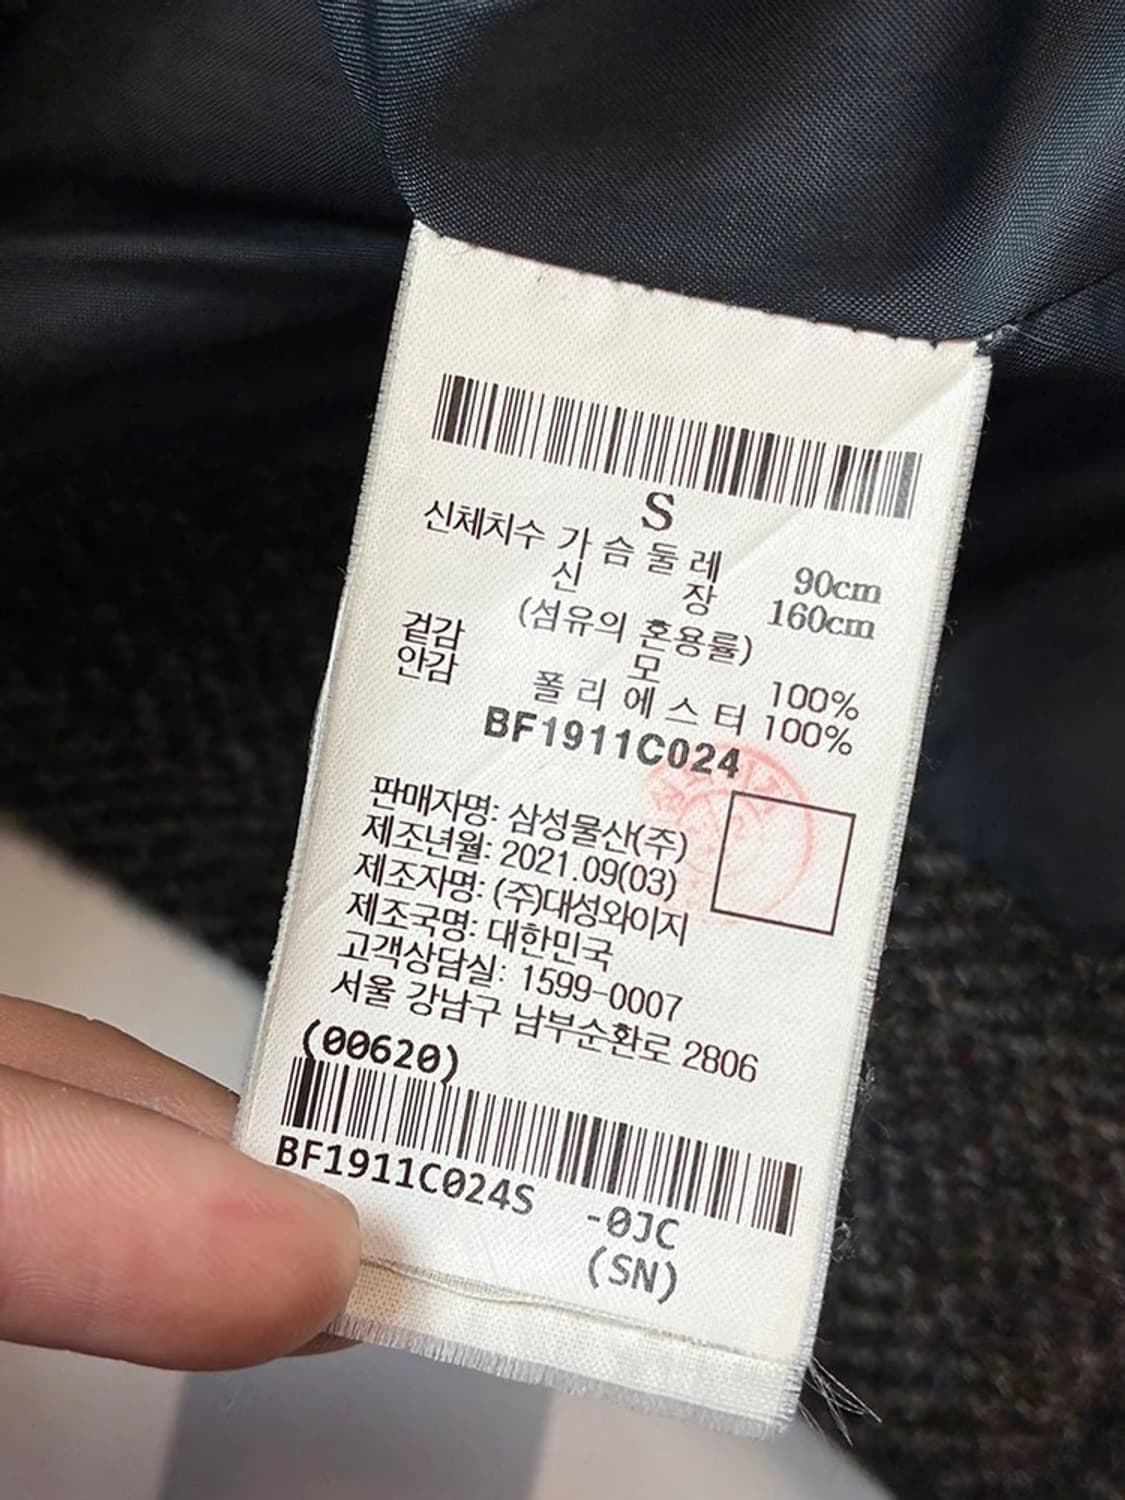 S
신체치수 가슴둘레 90cm
신장 160cm
(섬유의 혼용률)
겉감 모 100%
안감 폴리에스터 100%
BF1911C024
판매자명: 삼성물산(주)
제조년월: 2021.09(03)
제조자명: (주)대성와이지
제조국명: 대한민국
고객상담실: 1599-0007
서울 강남구 남부순환로 2806
(00620)
BF1911C024S -0JC
(SN)